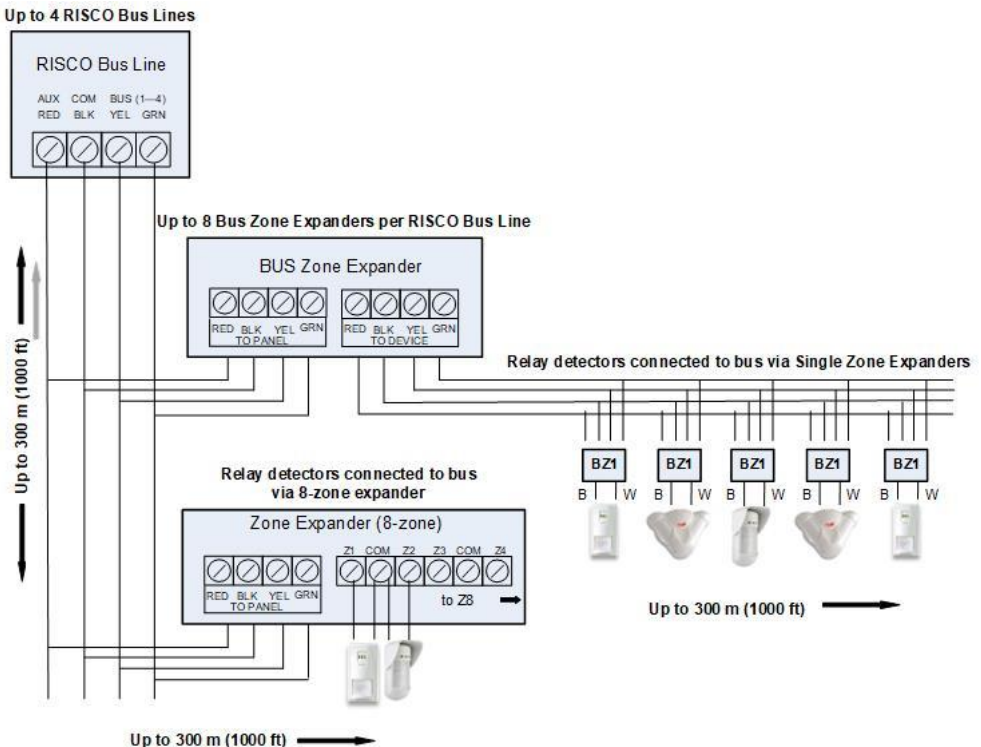 Up to 4 RISCO Bus Lines
RISCO Bus Line
AUX COM BUS (1—4)
RED BLK YEL GRN
Up to 8 Bus Zone Expanders per RISCO Bus Line
BUS Zone Expander
RED BLK YEL GRN
TO PANEL
RED BLK YEL GRN
TO DEVICE
Up to 300 m (1000 ft)
Relay detectors connected to bus via Single Zone Expanders
BZ1 BZ1 BZ1 BZ1 BZ1
B W B W B W B W B W
Up to 300 m (1000 ft)
Relay detectors connected to bus
via 8-zone expander
Zone Expander (8-zone)
Z1 COM Z2 Z3 COM Z4
RED BLK YEL GRN
TO PANEL
to Z8
Up to 300 m (1000 ft)